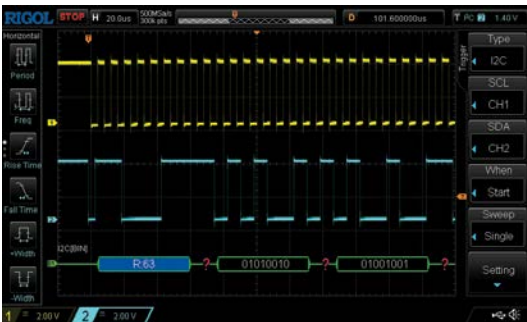 RIGOL STOP H 20.0us 500MSa/s 300k pts D 101.600000us T 1.40V
Horizontal
Period
Freq
Rise Time
Fall Time
+Width
-Width
I2C[BIN]
R:63 ? 01010010 ? 01001001 ?
Trigger
Type
I2C
SCL
CH1
SDA
CH2
When
Start
Sweep
Single
Setting
1 = 2.00V 2 = 2.00V